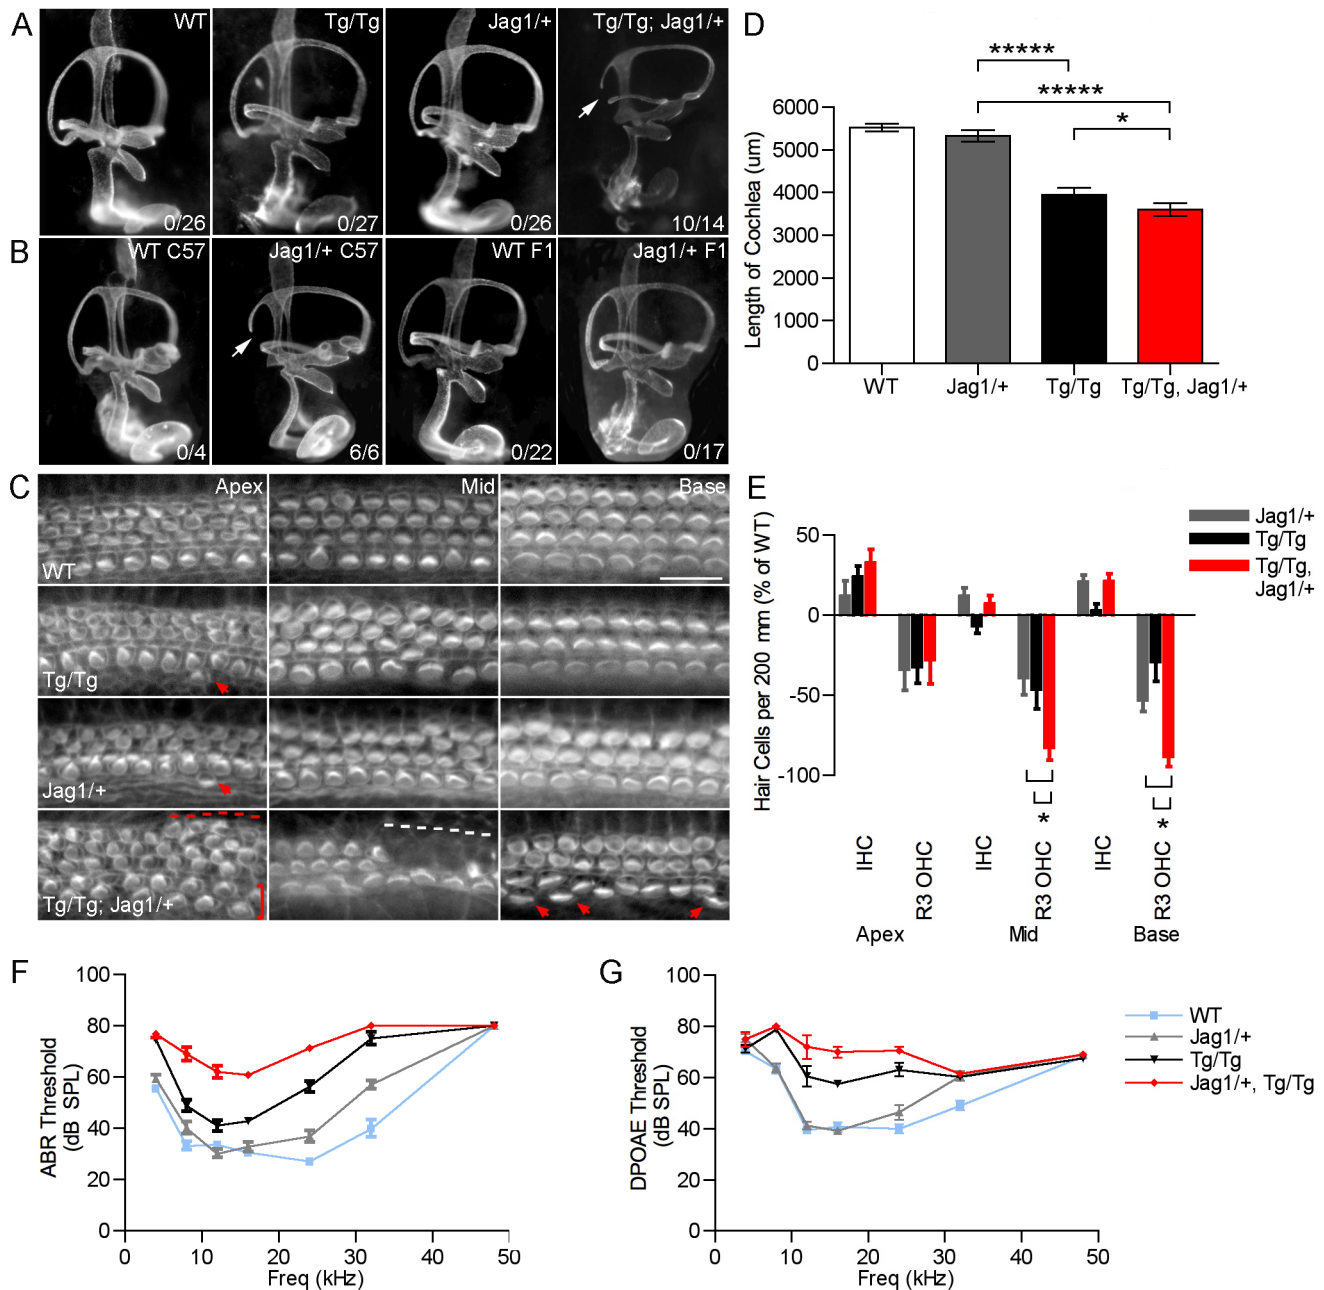 A
WT
Tg/Tg
Jag1/+
Tg/Tg; Jag1/+
0/26
0/27
0/26
10/14
B
WT C57
Jag1/+ C57
WT F1
Jag1/+ F1
0/4
6/6
0/22
0/17
C
Apex
Mid
Base
WT
Tg/Tg
Jag1/+
Tg/Tg; Jag1/+
D
*****
*****
*
Length of Cochlea (um)
6000
5000
4000
3000
2000
1000
0
WT
Jag1/+
Tg/Tg
Tg/Tg, Jag1/+
E
Jag1/+
Tg/Tg
Tg/Tg,
Jag1/+
Hair Cells per 200 mm (% of WT)
50
0
-50
-100
*
*
IHC
R3 OHC
IHC
R3 OHC
IHC
R3 OHC
Apex
Mid
Base
F
ABR Threshold
(dB SPL)
100
80
60
40
20
0
0
10
20
30
40
50
Freq (kHz)
G
DPOAE Threshold
(dB SPL)
100
80
60
40
20
0
0
10
20
30
40
50
Freq (kHz)
WT
Jag1/+
Tg/Tg
Jag1/+, Tg/Tg